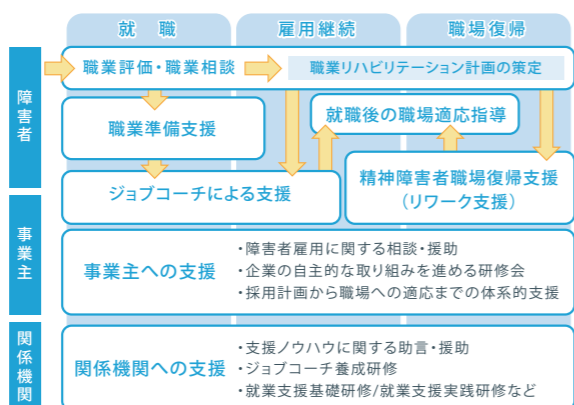 就 職
雇用継続
職場復帰
障害者
職業評価・職業相談
職業リハビリテーション計画の策定
職業準備支援
就職後の職場適応指導
ジョブコーチによる支援
精神障害者職場復帰支援
（リワーク支援）
事業主
事業主への支援
・障害者雇用に関する相談・援助
・企業の自主的な取り組みを進める研修会
・採用計画から職場への適応までの体系的支援
関係機関
関係機関への支援
・支援ノウハウに関する助言・援助
・ジョブコーチ養成研修
・就業支援基礎研修/就業支援実践研修など